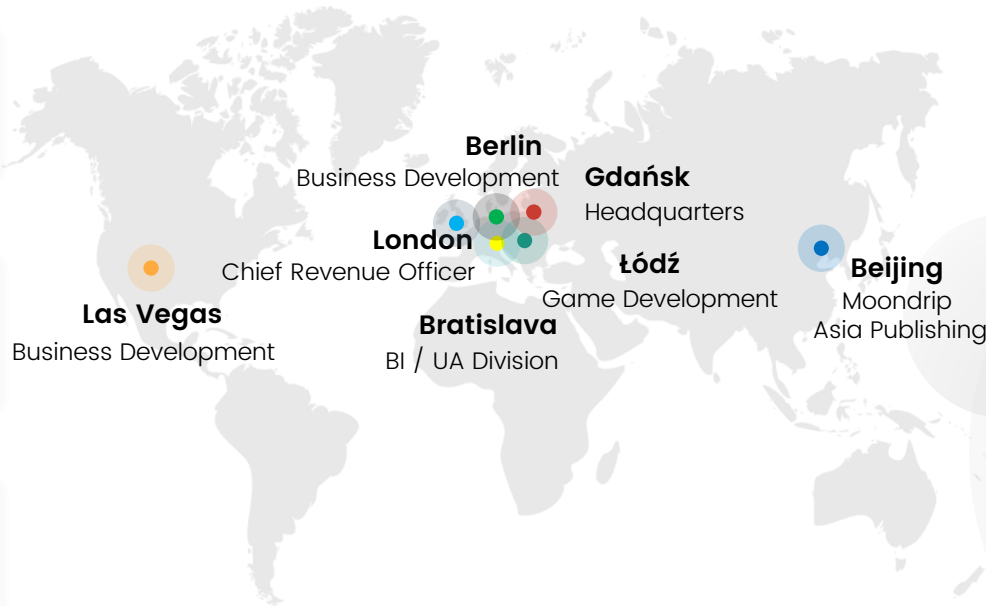 Berlin
Business Development
Gdańsk
Headquarters
London
Chief Revenue Officer
Łódź
Game Development
Beijing
Moondrip
Asia Publishing
Las Vegas
Business Development
Bratislava
BI / UA Division